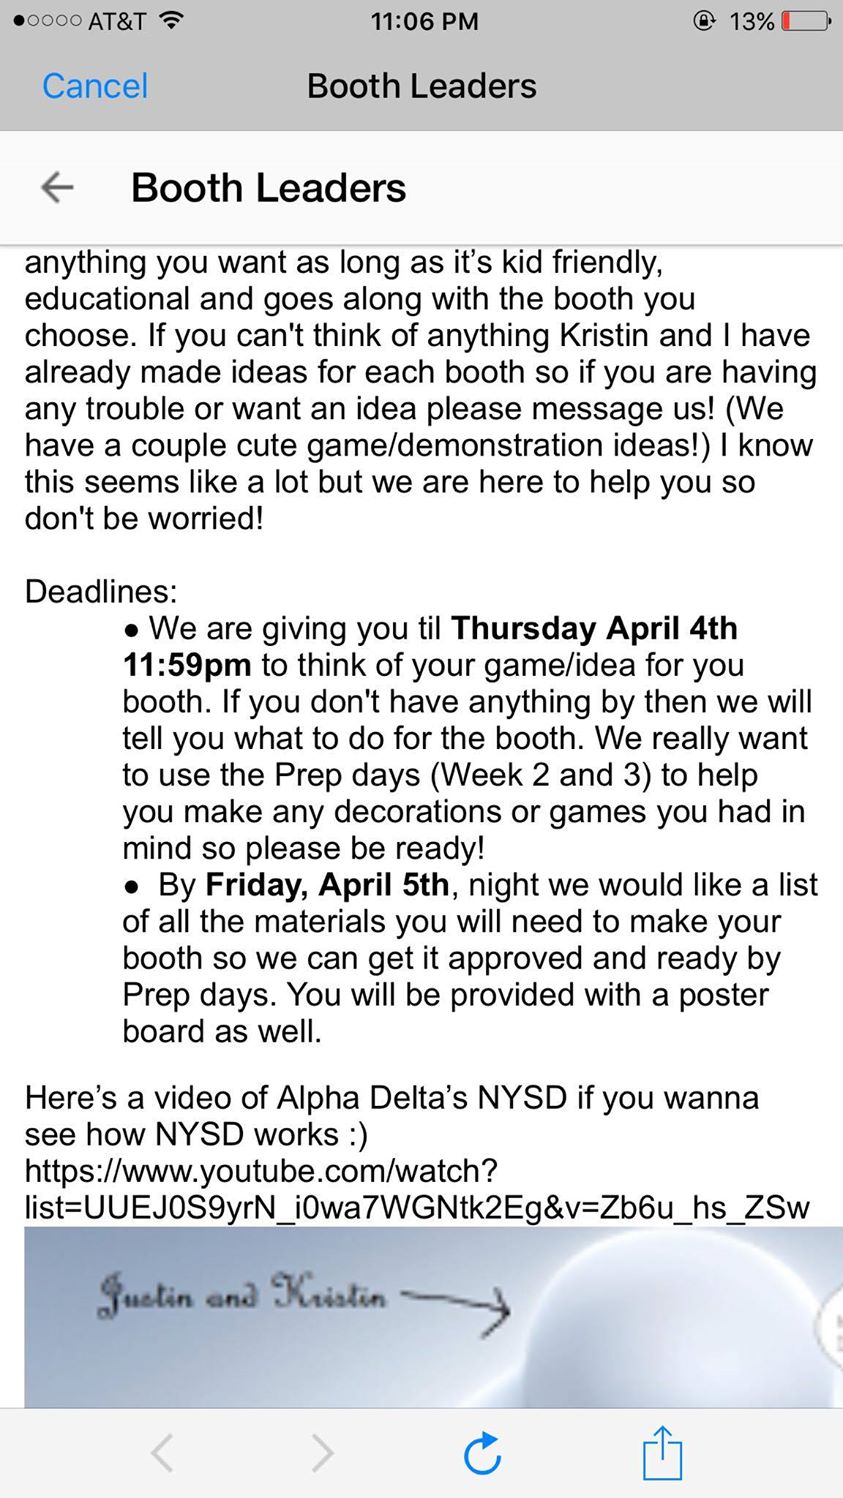 AT&T 11:06 PM 13%
Cancel Booth Leaders
Booth Leaders
anything you want as long as it’s kid friendly,
educational and goes along with the booth you
choose. If you can't think of anything Kristin and I have
already made ideas for each booth so if you are having
any trouble or want an idea please message us! (We
have a couple cute game/demonstration ideas!) I know
this seems like a lot but we are here to help you so
don't be worried!
Deadlines:
● We are giving you til Thursday April 4th
11:59pm to think of your game/idea for you
booth. If you don't have anything by then we will
tell you what to do for the booth. We really want
to use the Prep days (Week 2 and 3) to help
you make any decorations or games you had in
mind so please be ready!
● By Friday, April 5th, night we would like a list
of all the materials you will need to make your
booth so we can get it approved and ready by
Prep days. You will be provided with a poster
board as well.
Here’s a video of Alpha Delta’s NYSD if you wanna
see how NYSD works :)
https://www.youtube.com/watch?
list=UUEJ0S9yrN_i0wa7WGNtk2Eg&v=Zb6u_hs_ZSw
Justin and Kristin